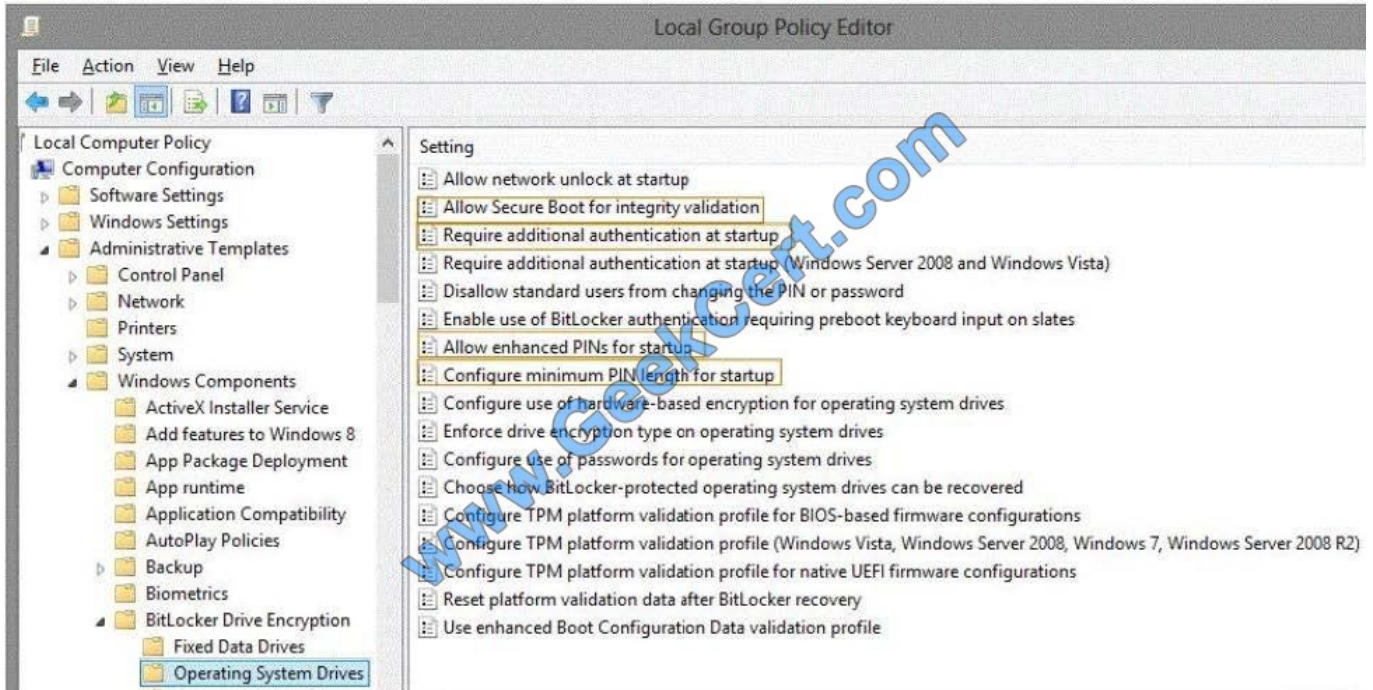 Local Group Policy Editor
File Action View Help
Local Computer Policy
Computer Configuration
Software Settings
Windows Settings
Administrative Templates
Control Panel
Network
Printers
System
Windows Components
ActiveX Installer Service
Add features to Windows 8
App Package Deployment
App runtime
Application Compatibility
AutoPlay Policies
Backup
Biometrics
BitLocker Drive Encryption
Fixed Data Drives
Operating System Drives
Setting
Allow network unlock at startup
Allow Secure Boot for integrity validation
Require additional authentication at startup
Require additional authentication at startup (Windows Server 2008 and Windows Vista)
Disallow standard users from changing the PIN or password
Enable use of BitLocker authentication requiring preboot keyboard input on slates
Allow enhanced PINs for startup
Configure minimum PIN length for startup
Configure use of hardware-based encryption for operating system drives
Enforce drive encryption type on operating system drives
Configure use of passwords for operating system drives
Choose how BitLocker-protected operating system drives can be recovered
Configure TPM platform validation profile for BIOS-based firmware configurations
Configure TPM platform validation profile (Windows Vista, Windows Server 2008, Windows 7, Windows Server 2008 R2)
Configure TPM platform validation profile for native UEFI firmware configurations
Reset platform validation data after BitLocker recovery
Use enhanced Boot Configuration Data validation profile
www.GeekCert.com